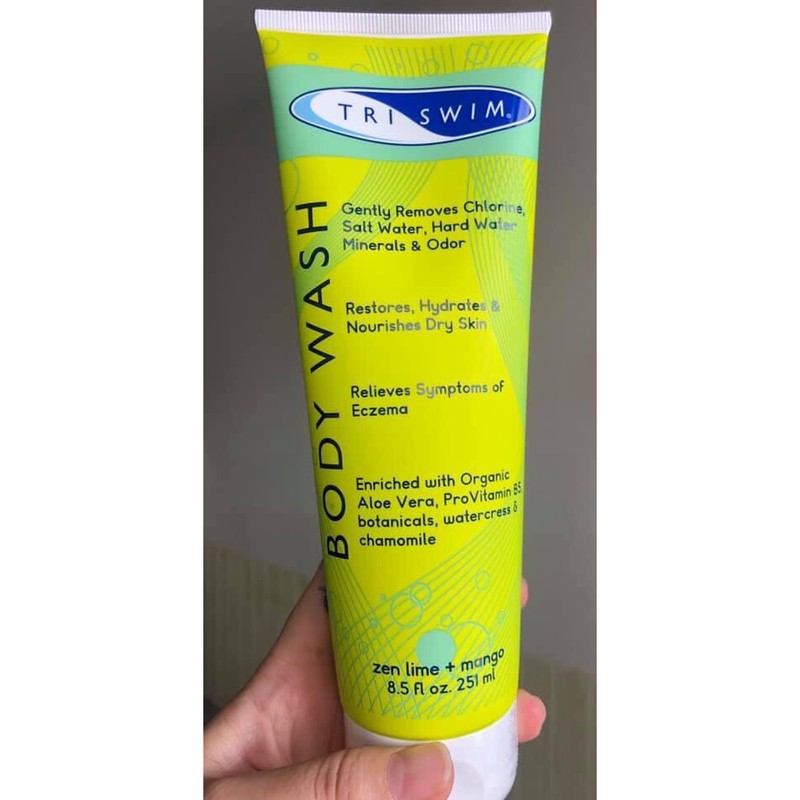 TRI SWIM®
BODY WASH
Gently Removes Chlorine,
Salt Water, Hard Water
Minerals & Odor
Restores, Hydrates &
Nourishes Dry Skin
Relieves Symptoms of
Eczema
Enriched with Organic
Aloe Vera, ProVitamin B5
botanicals, watercress &
chamomile
zen lime + mango
8.5 fl oz. 251 ml